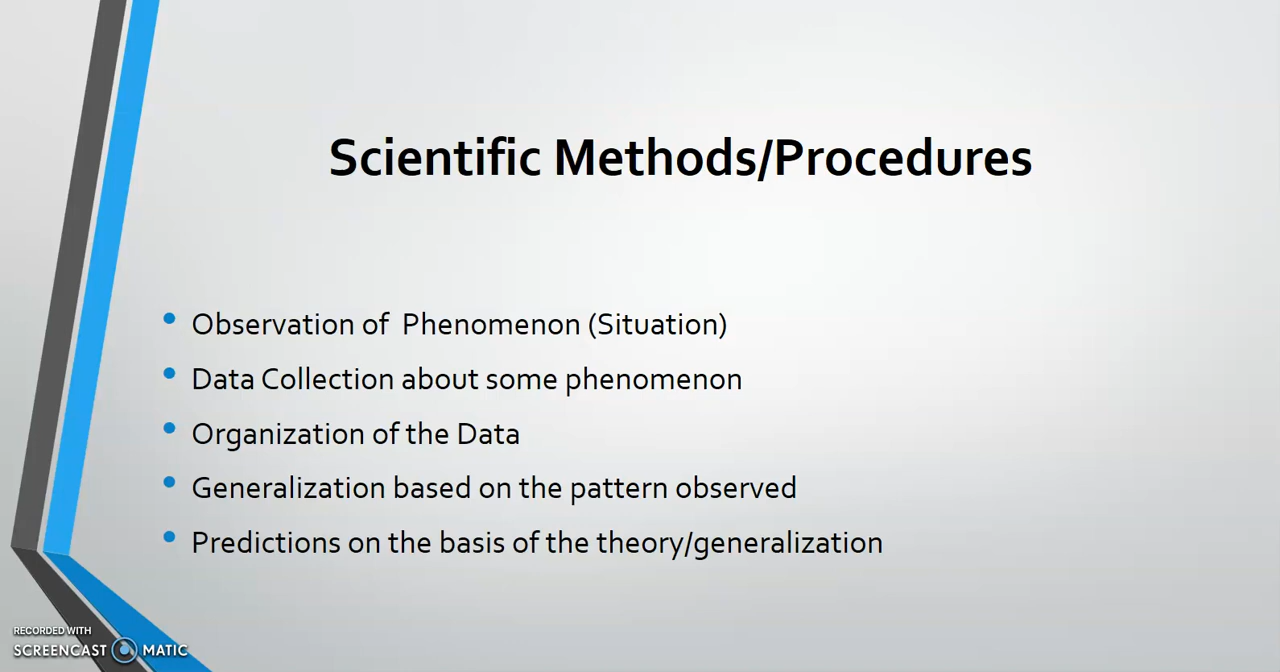 Scientific Methods/Procedures
Observation of  Phenomenon (Situation)
Data Collection about some phenomenon
Organization of the Data
Generalization based on the pattern observed
Predictions on the basis of the theory/generalization
RECORDED WITH
SCREENCAST MATIC